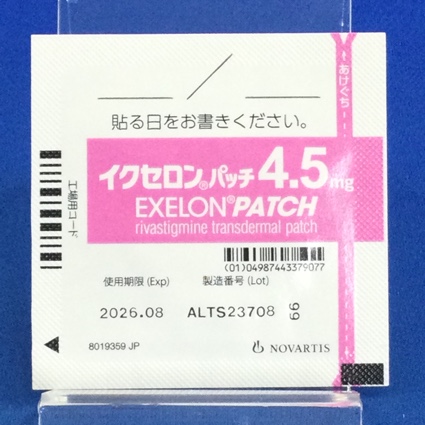 あけぐち
貼る日をお書きください。
イクセロン®パッチ4.5mg
EXELON® PATCH
rivastigmine transdermal patch
工場用コード
(01)04987443379077
使用期限(Exp) 製造番号(Lot)
2026.08 ALTS23708 66
8019359 JP
NOVARTIS